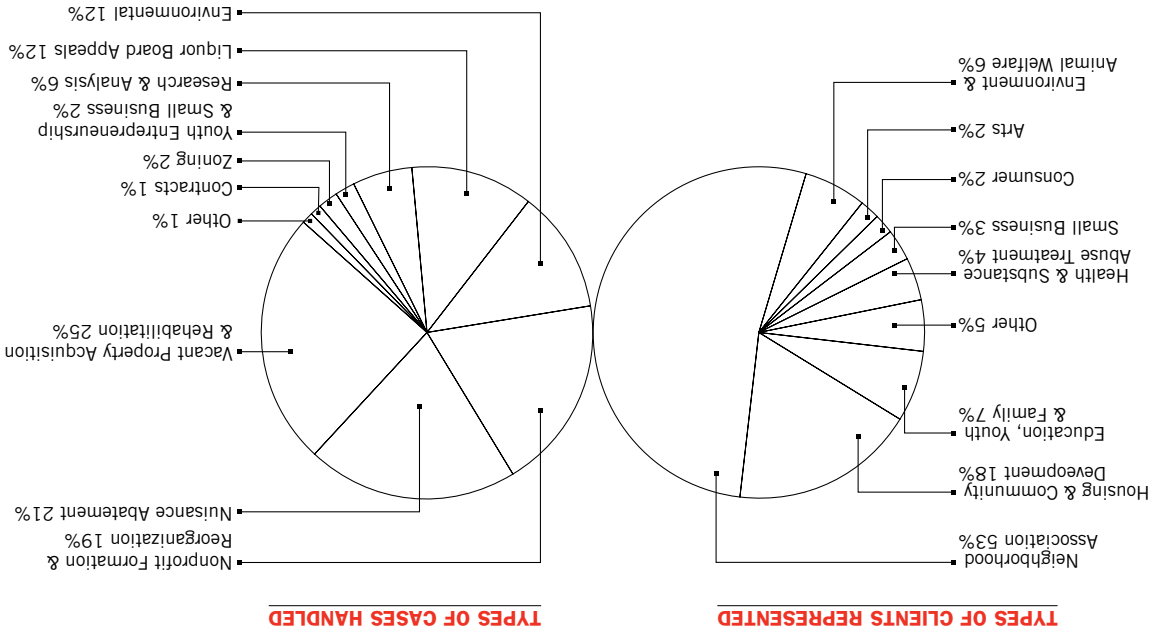 TYPES OF CLIENTS REPRESENTED
Neighborhood
Association 53%
Housing & Community
Deveopment 18%
Education, Youth
& Family 7%
Other 5%
Health & Substance
Abuse Treatment 4%
Small Business 3%
Consumer 2%
Arts 2%
Environment &
Animal Welfare 6%
TYPES OF CASES HANDLED
Nonprofit Formation &
Reorganization 19%
Nuisance Abatement 21%
Vacant Property Acquisition
& Rehabilitation 25%
Other 1%
Contracts 1%
Zoning 2%
Youth Entrepreneurship
& Small Business 2%
Research & Analysis 6%
Liquor Board Appeals 12%
Environmental 12%